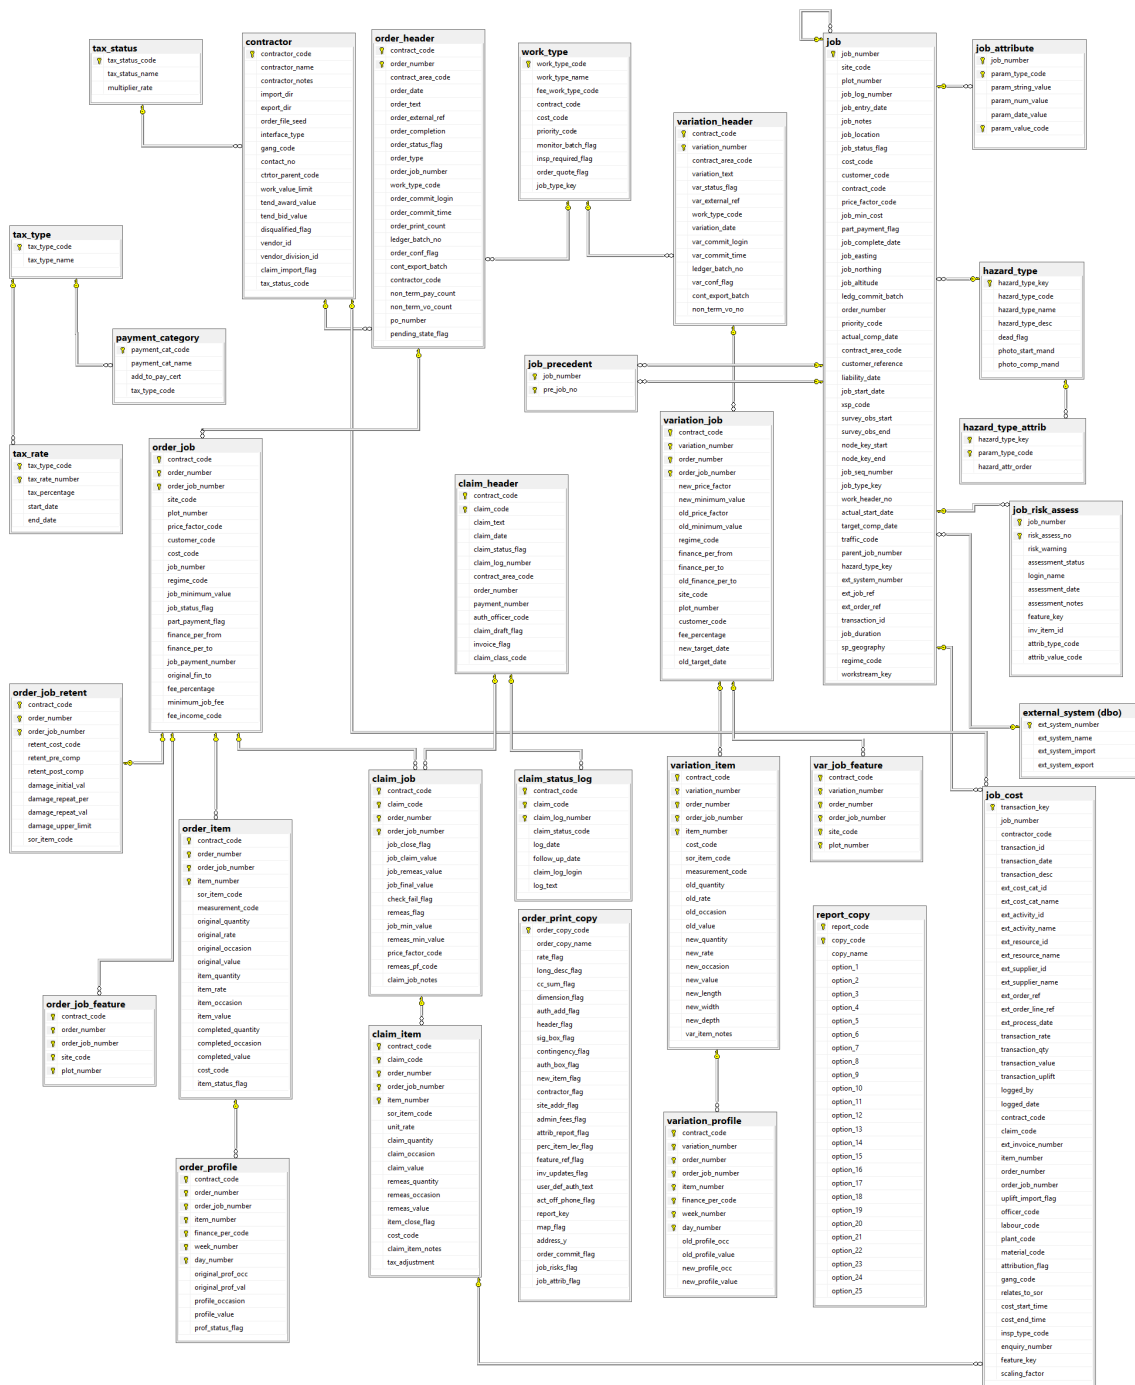 tax_status
tax_status_code
tax_status_name
multiplier_rate
contractor
contractor_code
contractor_name
contractor_notes
import_dir
export_dir
order_file_seed
interface_type
gang_code
contact_no
ctrtor_parent_code
work_value_limit
tend_award_value
tend_bid_value
disqualified_flag
vendor_id
vendor_division_id
claim_import_flag
tax_status_code
order_header
contract_code
order_number
contract_area_code
order_date
order_text
order_external_ref
order_completion
order_status_flag
order_type
order_job_number
work_type_code
order_commit_login
order_commit_time
order_print_count
ledger_batch_no
order_conf_flag
cont_export_batch
contractor_code
non_term_pay_count
non_term_vo_count
po_number
pending_state_flag
work_type
work_type_code
work_type_name
fee_work_type_code
contract_code
cost_code
priority_code
monitor_batch_flag
insp_required_flag
order_quote_flag
job_type_key
variation_header
contract_code
variation_number
contract_area_code
variation_text
var_status_flag
var_external_ref
work_type_code
variation_date
var_commit_login
var_commit_time
ledger_batch_no
var_conf_flag
cont_export_batch
non_term_vo_no
job
job_number
site_code
plot_number
job_log_number
job_entry_date
job_notes
job_location
job_status_flag
cost_code
customer_code
contract_code
price_factor_code
job_min_cost
part_payment_flag
job_complete_date
job_easting
job_northing
job_altitude
ledg_commit_batch
order_number
priority_code
actual_comp_date
contract_area_code
customer_reference
liability_date
job_start_date
xsp_code
survey_obs_start
survey_obs_end
node_key_start
node_key_end
job_seq_number
job_type_key
work_header_no
actual_start_date
target_comp_date
traffic_code
parent_job_number
hazard_type_key
ext_system_number
ext_job_ref
ext_order_ref
transaction_id
job_duration
sp_geography
regime_code
workstream_key
job_attribute
job_number
param_type_code
param_string_value
param_num_value
param_date_value
param_value_code
tax_type
tax_type_code
tax_type_name
payment_category
payment_cat_code
payment_cat_name
add_to_pay_cert
tax_type_code
tax_rate
tax_type_code
tax_rate_number
tax_percentage
start_date
end_date
hazard_type
hazard_type_key
hazard_type_code
hazard_type_name
hazard_type_desc
dead_flag
photo_start_mand
photo_comp_mand
hazard_type_attrib
hazard_type_key
param_type_code
hazard_attr_order
job_precedent
job_number
pre_job_no
order_job
contract_code
order_number
order_job_number
site_code
plot_number
price_factor_code
customer_code
cost_code
job_number
regime_code
job_minimum_value
job_status_flag
part_payment_flag
finance_per_from
finance_per_to
job_payment_number
original_fin_to
fee_percentage
minimum_job_fee
fee_income_code
claim_header
contract_code
claim_code
claim_text
claim_date
claim_status_flag
claim_log_number
contract_area_code
order_number
payment_number
auth_officer_code
claim_draft_flag
invoice_flag
claim_class_code
variation_job
contract_code
variation_number
order_number
order_job_number
new_price_factor
new_minimum_value
old_price_factor
old_minimum_value
regime_code
finance_per_from
finance_per_to
old_finance_per_to
site_code
plot_number
customer_code
fee_percentage
new_target_date
old_target_date
job_risk_assess
job_number
risk_assess_no
risk_warning
assessment_status
login_name
assessment_date
assessment_notes
feature_key
inv_item_id
attrib_type_code
attrib_value_code
external_system (dbo)
ext_system_number
ext_system_name
ext_system_import
ext_system_export
order_job_retent
contract_code
order_number
order_job_number
retent_cost_code
retent_pre_comp
retent_post_comp
damage_initial_val
damage_repeat_per
damage_repeat_val
damage_upper_limit
sor_item_code
order_item
contract_code
order_number
order_job_number
item_number
sor_item_code
measurement_code
original_quantity
original_rate
original_occasion
original_value
item_quantity
item_rate
item_occasion
item_value
completed_quantity
completed_occasion
completed_value
cost_code
item_status_flag
order_job_feature
contract_code
order_number
order_job_number
site_code
plot_number
order_profile
contract_code
order_number
order_job_number
item_number
finance_per_code
week_number
day_number
original_prof_occ
original_prof_val
profile_occasion
profile_value
prof_status_flag
claim_job
contract_code
claim_code
order_number
order_job_number
job_close_flag
job_claim_value
job_remeas_value
job_final_value
check_fail_flag
remeas_flag
job_min_value
remeas_min_value
price_factor_code
remeas_pf_code
claim_job_notes
claim_item
contract_code
claim_code
order_number
order_job_number
item_number
sor_item_code
unit_rate
claim_quantity
claim_occasion
claim_value
remeas_quantity
remeas_occasion
remeas_value
item_close_flag
cost_code
claim_item_notes
tax_adjustment
claim_status_log
contract_code
claim_code
claim_log_number
claim_status_code
log_date
follow_up_date
claim_log_login
log_text
order_print_copy
order_copy_code
order_copy_name
rate_flag
long_desc_flag
cc_sum_flag
dimension_flag
auth_add_flag
header_flag
sig_box_flag
contingency_flag
auth_box_flag
new_item_flag
contractor_flag
site_addr_flag
admin_fees_flag
attrib_report_flag
perc_item_lev_flag
feature_ref_flag
inv_updates_flag
user_def_auth_text
act_off_phone_flag
report_key
map_flag
address_y
order_commit_flag
job_risks_flag
job_attrib_flag
variation_item
contract_code
variation_number
order_number
order_job_number
item_number
cost_code
sor_item_code
measurement_code
old_quantity
old_rate
old_occasion
old_value
new_quantity
new_rate
new_occasion
new_value
new_length
new_width
new_depth
var_item_notes
variation_profile
contract_code
variation_number
order_number
order_job_number
item_number
finance_per_code
week_number
day_number
old_profile_occ
old_profile_value
new_profile_occ
new_profile_value
var_job_feature
contract_code
variation_number
order_number
order_job_number
site_code
plot_number
report_copy
report_code
copy_code
copy_name
option_1
option_2
option_3
option_4
option_5
option_6
option_7
option_8
option_9
option_10
option_11
option_12
option_13
option_14
option_15
option_16
option_17
option_18
option_19
option_20
option_21
option_22
option_23
option_24
option_25
job_cost
transaction_key
job_number
contractor_code
transaction_id
transaction_date
transaction_desc
ext_cost_cat_id
ext_cost_cat_name
ext_activity_id
ext_activity_name
ext_resource_id
ext_resource_name
ext_supplier_id
ext_supplier_name
ext_order_ref
ext_order_line_ref
ext_process_date
transaction_rate
transaction_qty
transaction_value
transaction_uplift
logged_by
logged_date
contract_code
claim_code
ext_invoice_number
item_number
order_number
order_job_number
uplift_import_flag
officer_code
labour_code
plant_code
material_code
attribution_flag
gang_code
relates_to_sor
cost_start_time
cost_end_time
insp_type_code
enquiry_number
feature_key
scaling_factor